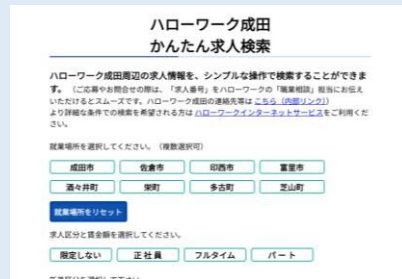 ハローワーク成田
かんたん求人検索
ハローワーク成田周辺の求人情報を、シンプルな操作で検索することができま
す。（ご応募やお問合せの際は、「求人番号」をハローワークの「職業相談」担当にお伝え
いただけるとスムーズです。ハローワーク成田の連絡先等は こちら（内部リンク））
より詳細な条件での検索を希望される方は ハローワークインターネットサービスをご利用くだ
さい。
就業場所を選択してください。（複数選択可）
成田市 佐倉市 印西市 富里市
酒々井町 栄町 多古町 芝山町
就業場所をリセット
求人区分と賃金額を選択してください。
限定しない 正社員 フルタイム パート